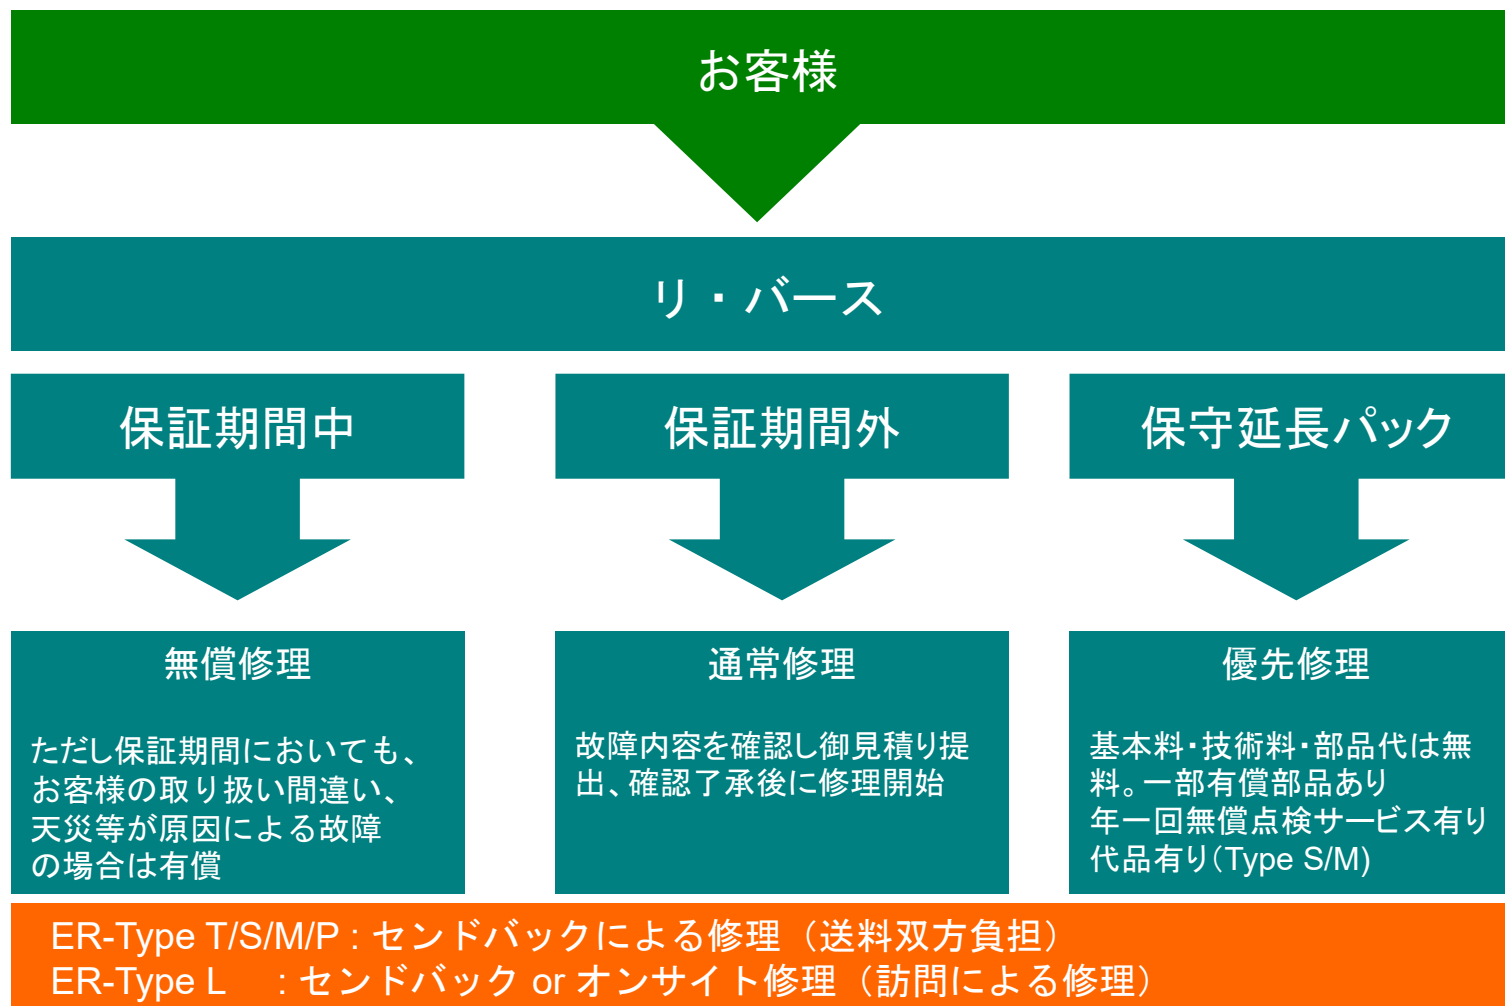 お客様
リ・バース
保証期間中
保証期間外
保守延長パック
無償修理
ただし保証期間においても、
お客様の取り扱い間違い、
天災等が原因による故障
の場合は有償
通常修理
故障内容を確認し御見積り提
出、確認了承後に修理開始
優先修理
基本料・技術料・部品代は無
料。一部有償部品あり
年一回無償点検サービス有り
代品有り(Type S/M)
ER-Type T/S/M/P : センドバックによる修理（送料双方負担）
ER-Type L : センドバック or オンサイト修理（訪問による修理）